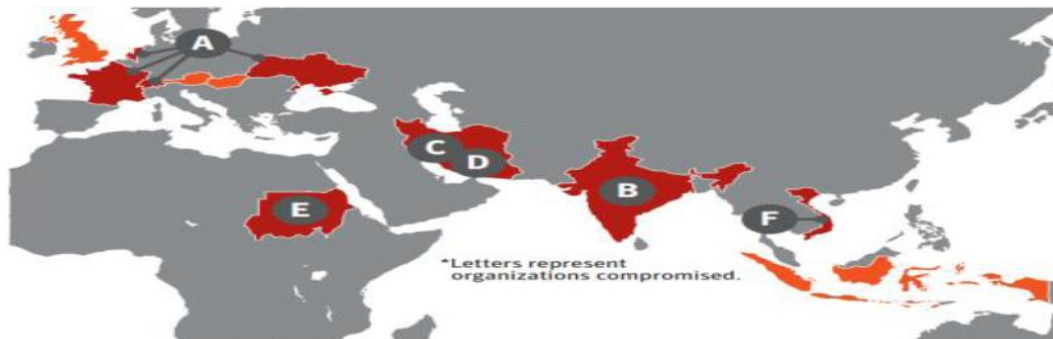 A
C
D
B
E
F
*Letters represent
organizations compromised.